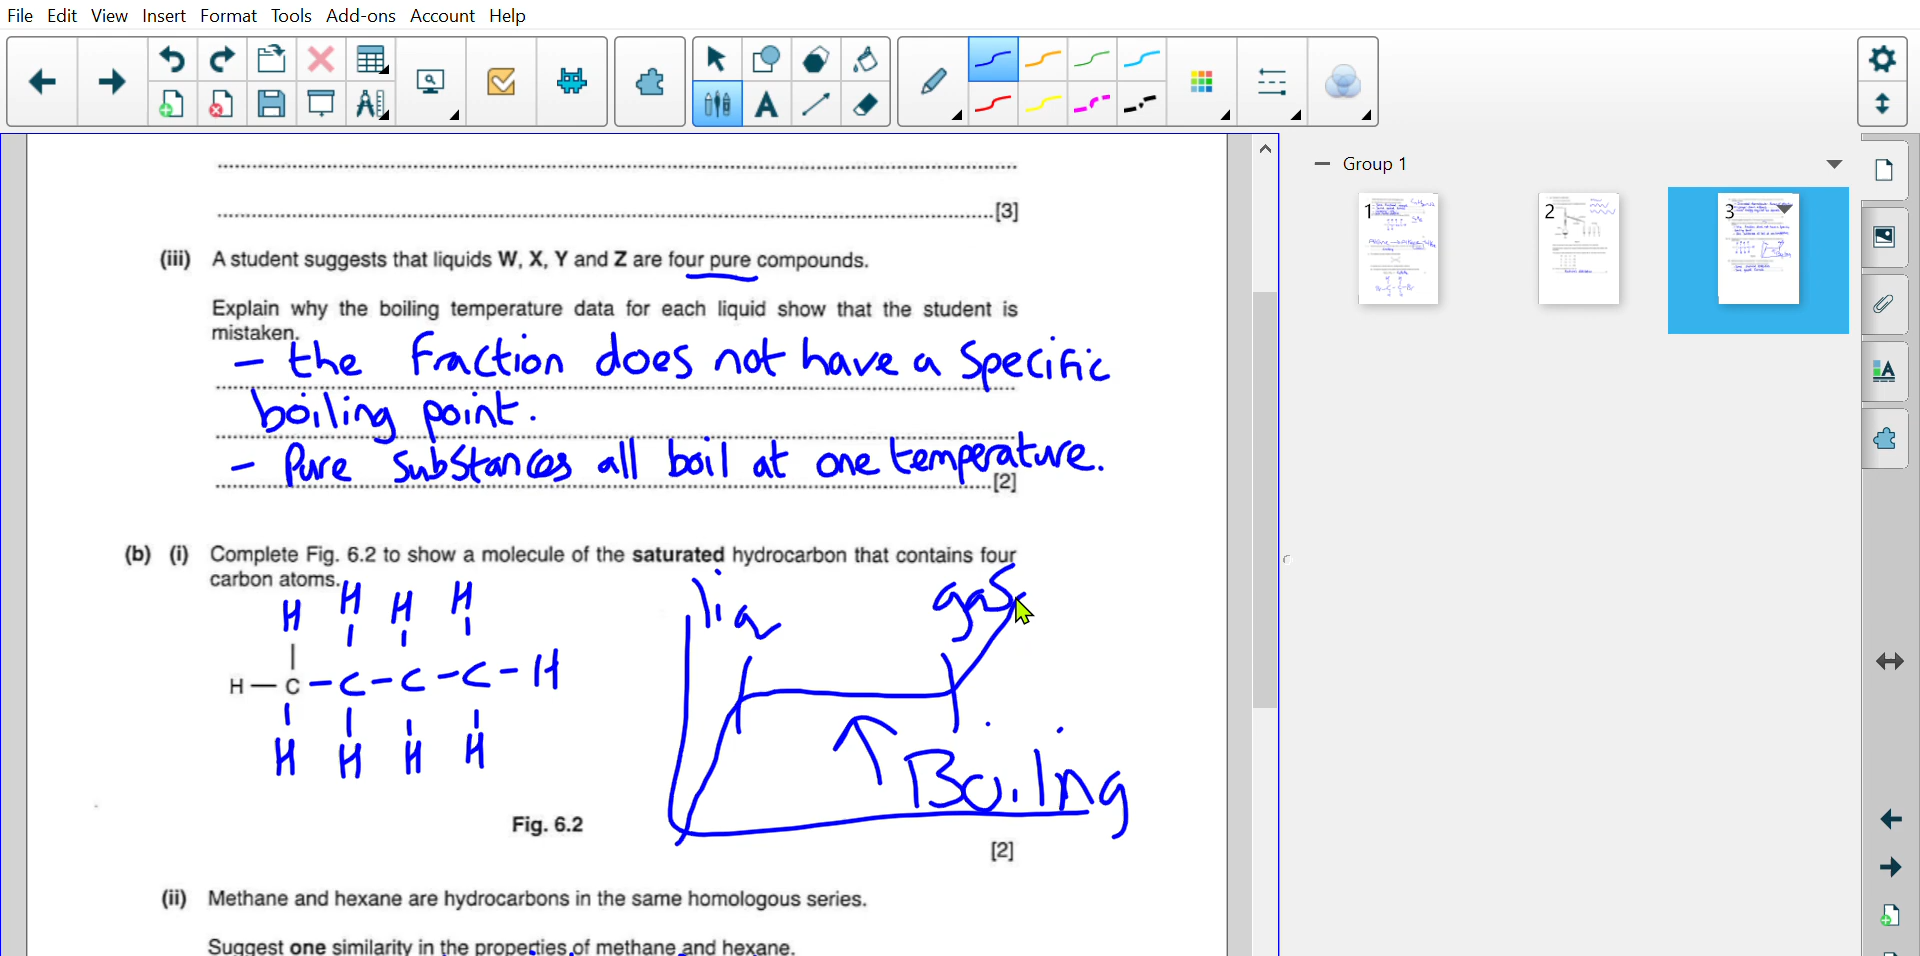 File Edit View Insert Format Tools Add-ons Account Help
Group 1
1
2
3
[3]
(iii) A student suggests that liquids W, X, Y and Z are four pure compounds.
Explain why the boiling temperature data for each liquid show that the student is
mistaken.
- the fraction does not have a specific
boiling point.
- Pure substances all boil at one temperature.
[2]
(b) (i) Complete Fig. 6.2 to show a molecule of the saturated hydrocarbon that contains four
carbon atoms.
H H H H
H — C - C - C - C - H
H H H H
liq
gas
Boiling
Fig. 6.2
[2]
(ii) Methane and hexane are hydrocarbons in the same homologous series.
Suggest one similarity in the properties of methane and hexane.